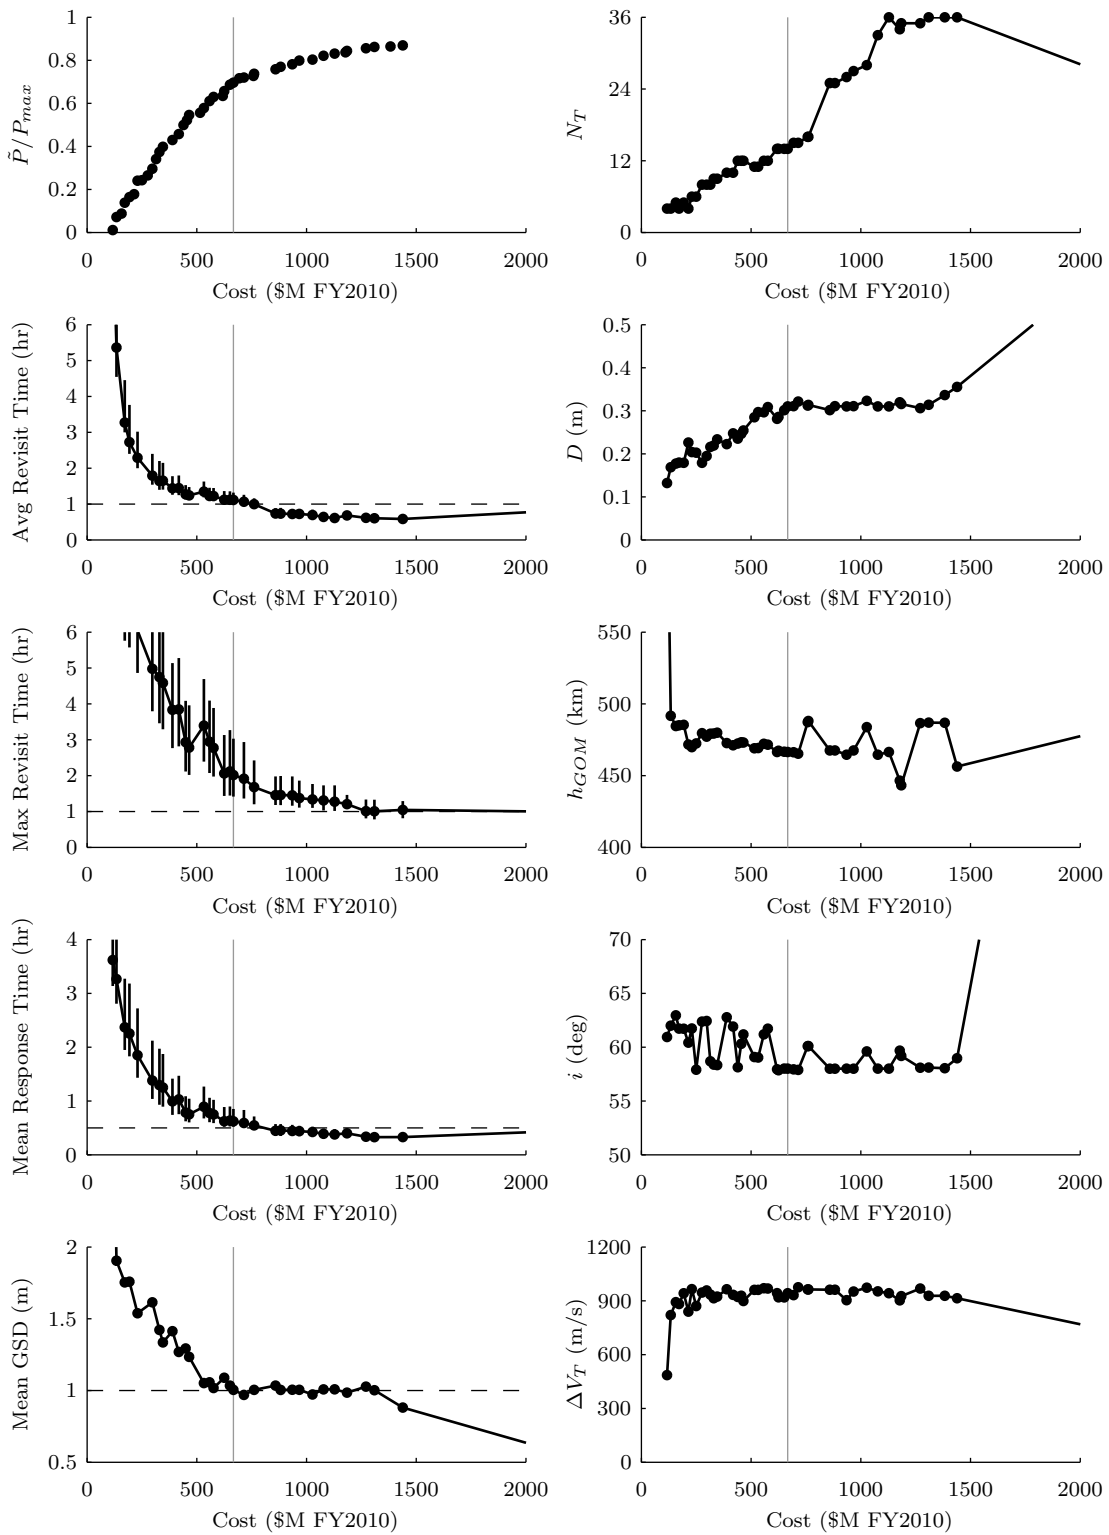 1
0.8
0.6
0.4
0.2
0
P̃/P_max
0 500 1000 1500 2000
Cost ($M FY2010)
36
24
12
0
N_T
0 500 1000 1500 2000
Cost ($M FY2010)
6
5
4
3
2
1
0
Avg Revisit Time (hr)
0 500 1000 1500 2000
Cost ($M FY2010)
0.5
0.4
0.3
0.2
0.1
0
D (m)
0 500 1000 1500 2000
Cost ($M FY2010)
6
5
4
3
2
1
0
Max Revisit Time (hr)
0 500 1000 1500 2000
Cost ($M FY2010)
550
500
450
400
h_GOM (km)
0 500 1000 1500 2000
Cost ($M FY2010)
4
3
2
1
0
Mean Response Time (hr)
0 500 1000 1500 2000
Cost ($M FY2010)
70
65
60
55
50
i (deg)
0 500 1000 1500 2000
Cost ($M FY2010)
2
1.5
1
0.5
Mean GSD (m)
0 500 1000 1500 2000
Cost ($M FY2010)
1200
900
600
300
0
ΔV_T (m/s)
0 500 1000 1500 2000
Cost ($M FY2010)